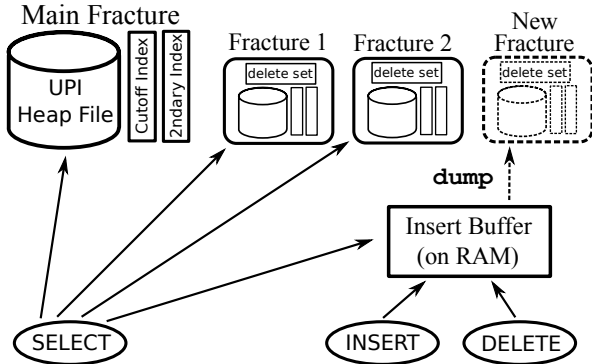 Main Fracture
UPI
Heap File
Cutoff Index
2ndary Index
Fracture 1
delete set
Fracture 2
delete set
New
Fracture
delete set
dump
Insert Buffer
(on RAM)
SELECT
INSERT
DELETE